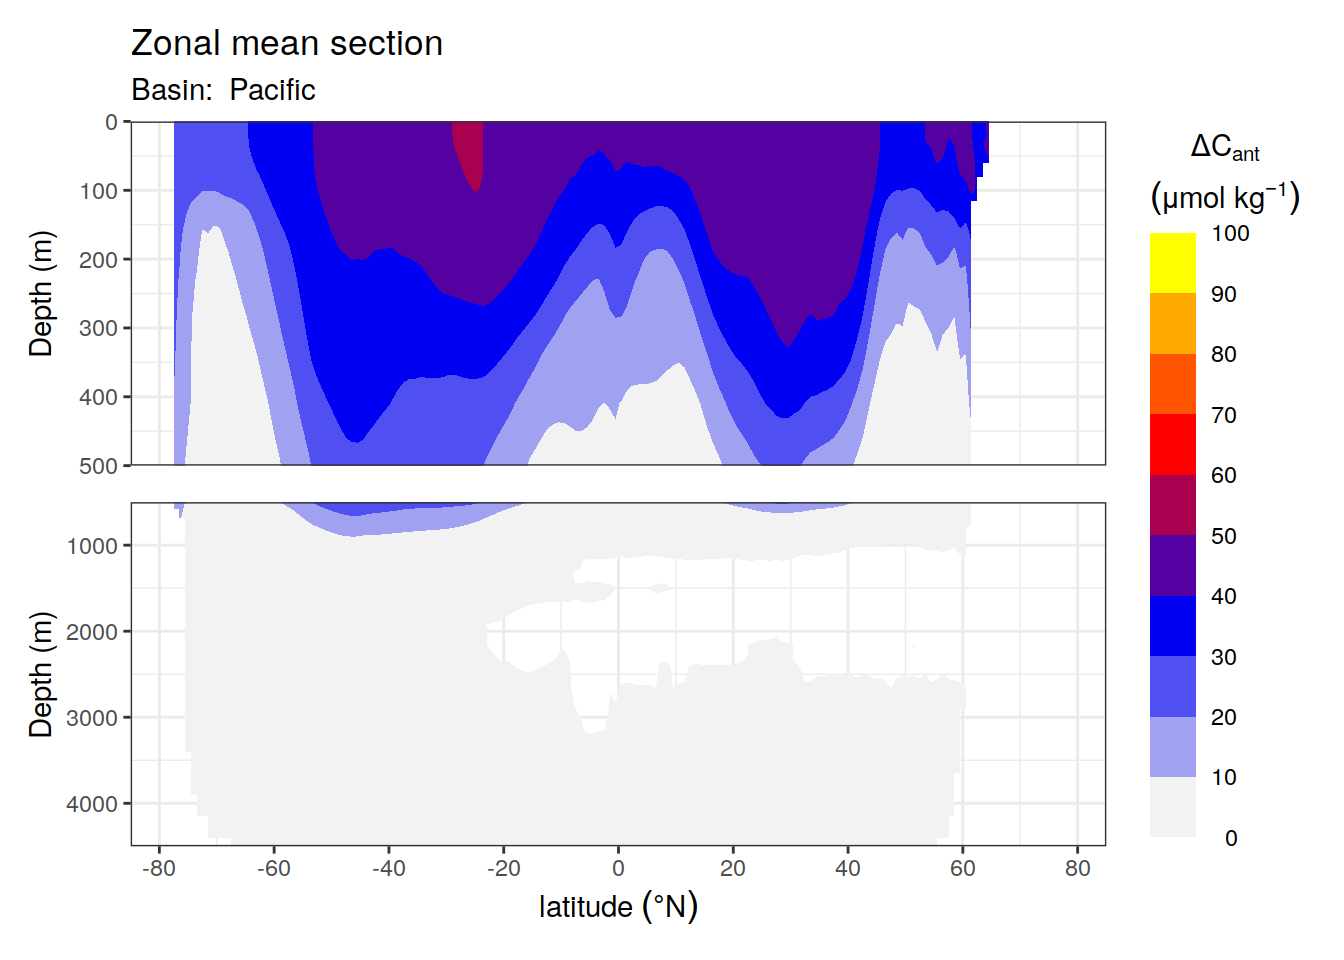 Zonal mean section
Basin:  Pacific
0
100
200
300
400
500
Depth (m)
1000
2000
3000
4000
Depth (m)
-80 -60 -40 -20 0 20 40 60 80
latitude (°N)
ΔCant
(μmol kg⁻¹)
100
90
80
70
60
50
40
30
20
10
0